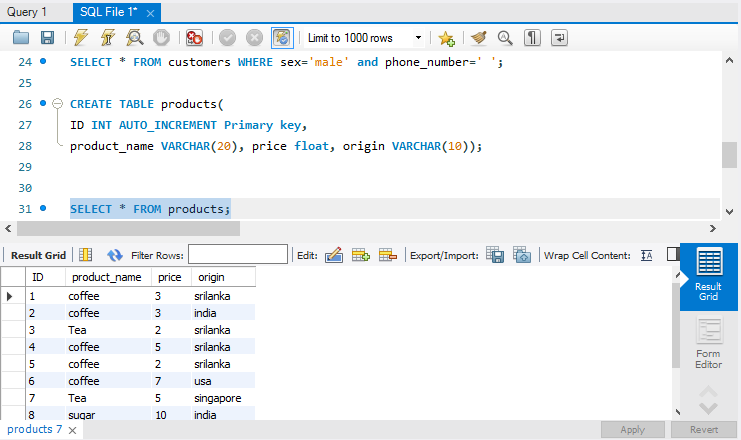 Query 1 SQL File 1*
Limit to 1000 rows
24 SELECT * FROM customers WHERE sex='male' and phone_number=' ';
25
26 CREATE TABLE products(
27 ID INT AUTO_INCREMENT Primary key,
28 product_name VARCHAR(20), price float, origin VARCHAR(10));
29
30
31 SELECT * FROM products;
Result Grid Filter Rows: Edit: Export/Import: Wrap Cell Content: IA
ID product_name price origin
1 coffee 3 srilanka
2 coffee 3 india
3 Tea 2 srilanka
4 coffee 5 srilanka
5 coffee 2 srilanka
6 coffee 7 usa
7 Tea 5 singapore
8 sugar 10 india
Result
Grid
Form
Editor
products 7 Apply Revert